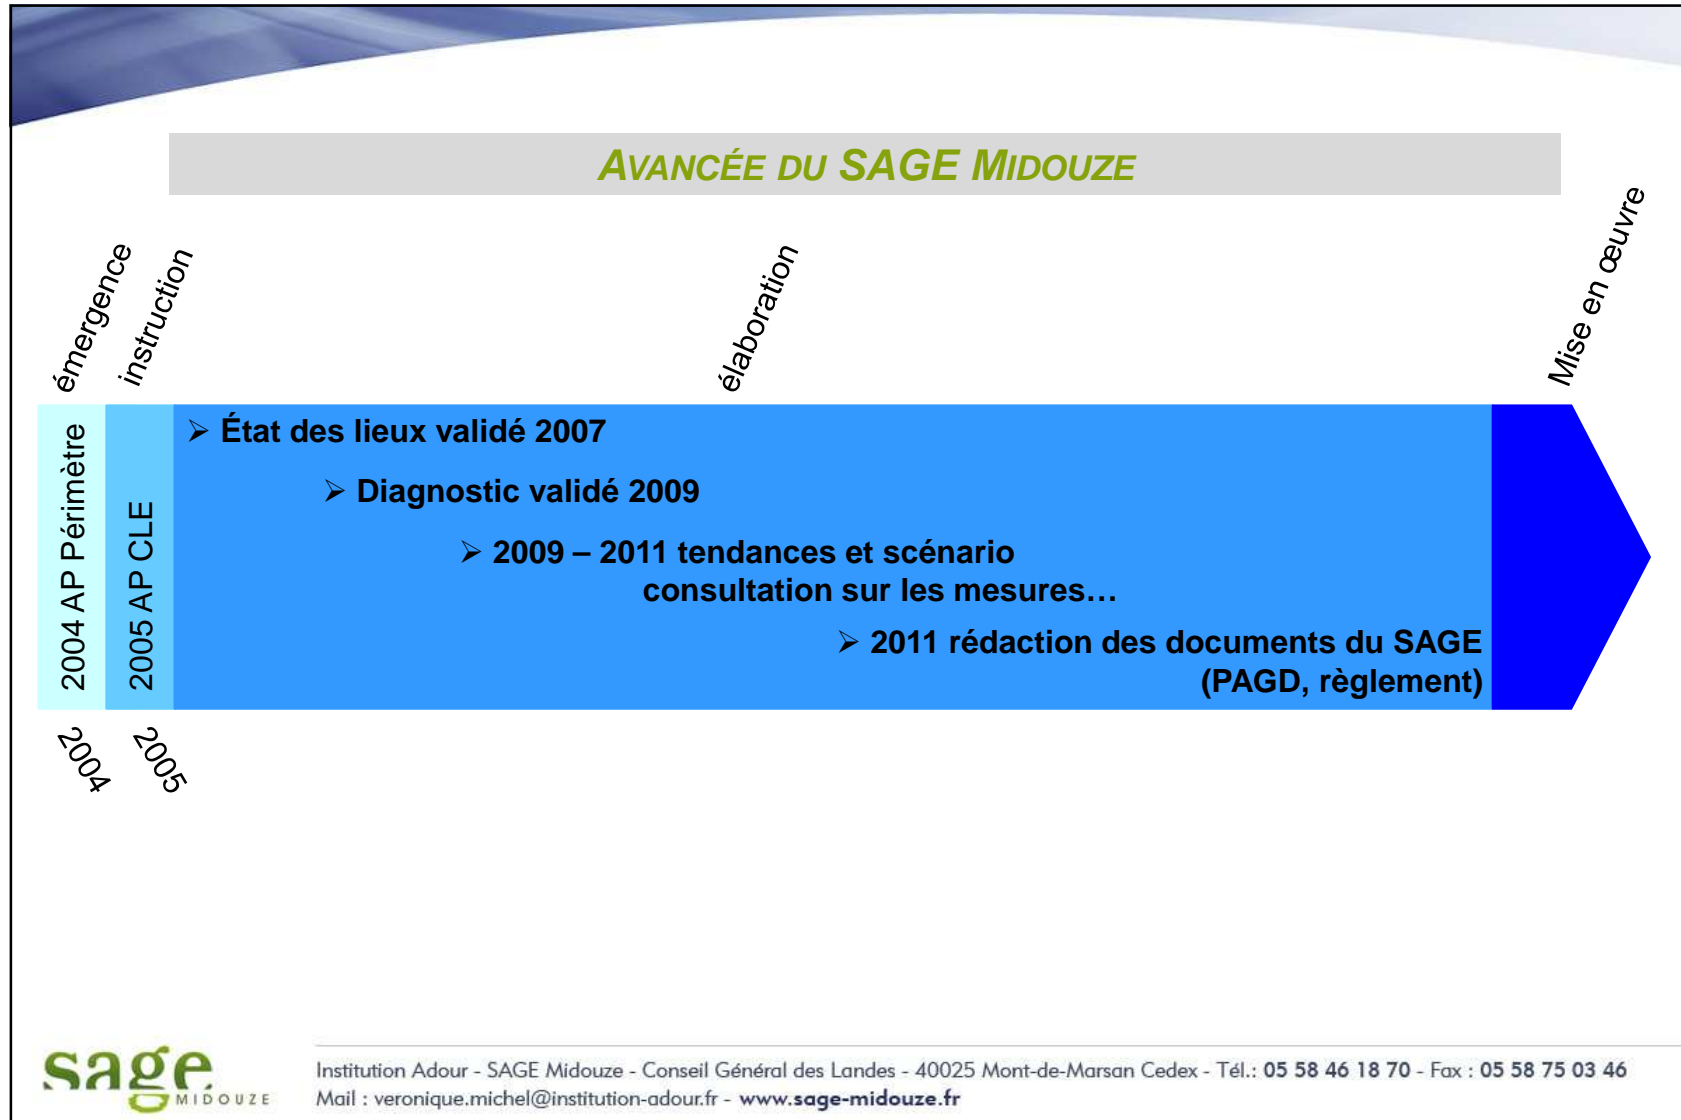 AVANCÉE DU SAGE MIDOUZE
émergence
instruction
élaboration
Mise en œuvre
2004 AP Périmètre
2005 AP CLE
➢ État des lieux validé 2007
➢ Diagnostic validé 2009
➢ 2009 – 2011 tendances et scénario
consultation sur les mesures…
➢ 2011 rédaction des documents du SAGE
(PAGD, règlement)
2004
2005
sage
MIDOUZE
Institution Adour - SAGE Midouze - Conseil Général des Landes - 40025 Mont-de-Marsan Cedex - Tél.: 05 58 46 18 70 - Fax : 05 58 75 03 46
Mail : veronique.michel@institution-adour.fr - www.sage-midouze.fr